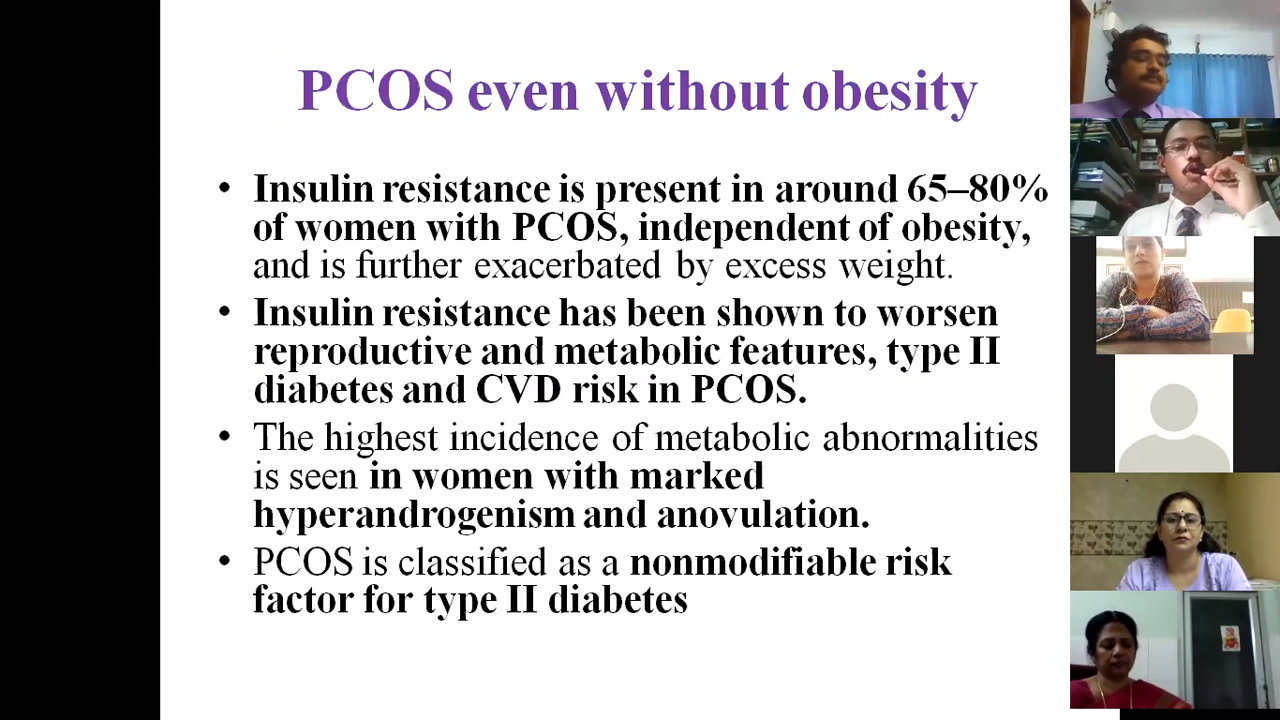 PCOS even without obesity
• Insulin resistance is present in around 65–80%
of women with PCOS, independent of obesity,
and is further exacerbated by excess weight.
• Insulin resistance has been shown to worsen
reproductive and metabolic features, type II
diabetes and CVD risk in PCOS.
• The highest incidence of metabolic abnormalities
is seen in women with marked
hyperandrogenism and anovulation.
• PCOS is classified as a nonmodifiable risk
factor for type II diabetes